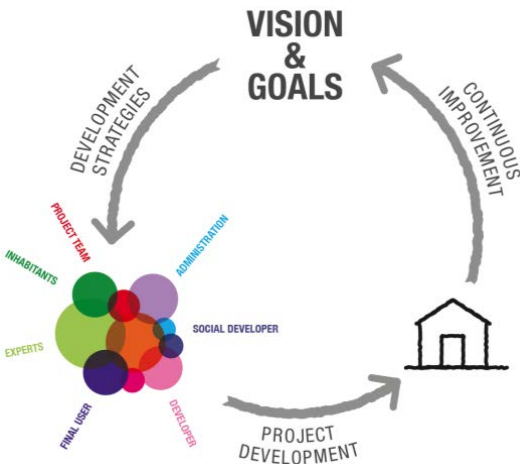 VISION
&
GOALS
DEVELOPMENT
STRATEGIES
CONTINUOUS
IMPROVEMENT
PROJECT TEAM
ADMINISTRATION
INHABITANTS
SOCIAL DEVELOPER
EXPERTS
FINAL USER
DEVELOPER
PROJECT
DEVELOPMENT